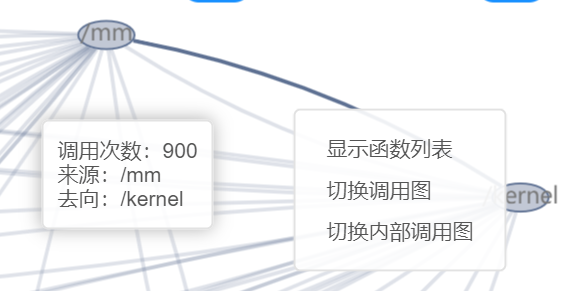 /mm
调用次数：900
来源：/mm
去向：/kernel
显示函数列表
切换调用图
切换内部调用图
/kernel